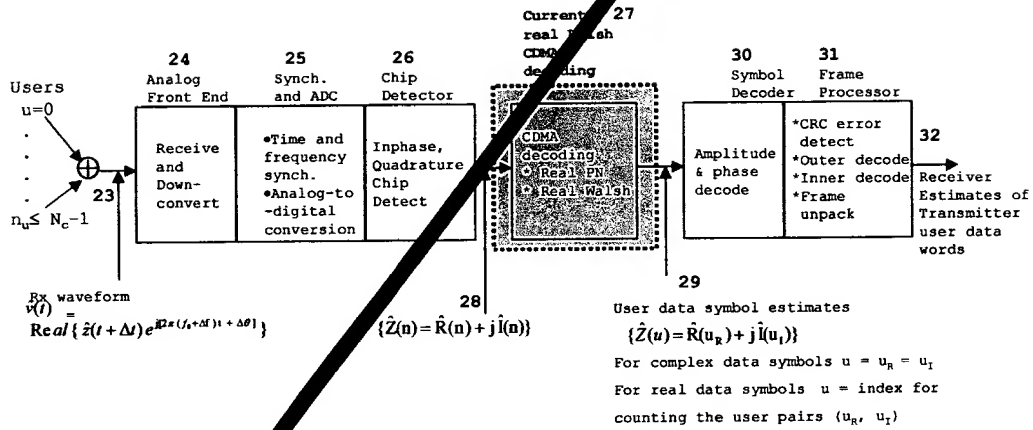 Current 27
real Walsh
CDMA
decoding
24
Analog
Front End
25
Synch.
and ADC
26
Chip
Detector
30
Symbol
Decoder
31
Frame
Processor
Users
u=0
23
n_u ≤ N_c-1
Receive
and
Down-
convert
•Time and
frequency
synch.
•Analog-to
-digital
conversion
Inphase,
Quadrature
Chip
Detect
CDMA
decoding
* Real PN
* Real Walsh
Amplitude
& phase
decode
*CRC error
detect
*Outer decode
*Inner decode
*Frame
unpack
32
Receiver
Estimates of
Transmitter
user data
words
Rx waveform
v(t) =
Real{ẑ(t + Δt)e^{j[2π(f₀+Δf)t + Δθ]}}
28
{Ẑ(n) = R̂(n) + jÎ(n)}
29
User data symbol estimates
{Ẑ(u) = R̂(u_R) + jÎ(u_I)}
For complex data symbols u = u_R = u_I
For real data symbols u = index for
counting the user pairs (u_R, u_I)